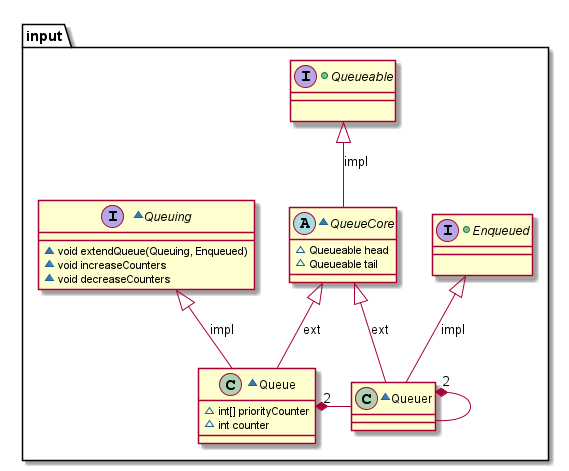 input
I Queueable
impl
I Queuing
void extendQueue(Queuing, Enqueued)
void increaseCounters
void decreaseCounters
A QueueCore
Queueable head
Queueable tail
I Enqueued
impl
ext
ext
impl
C Queue
int[] priorityCounter
int counter
2
C Queuer
2